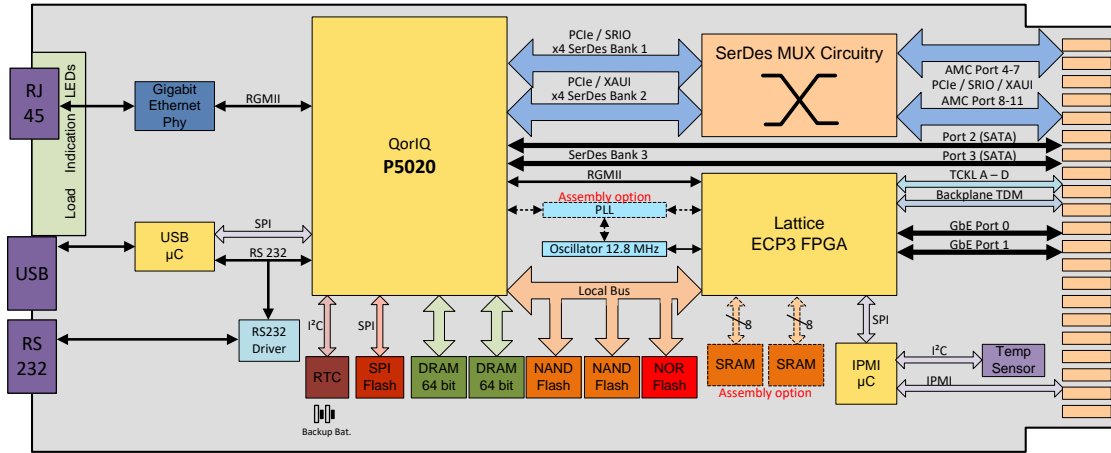 PCIe / SRIO
x4 SerDes Bank 1
SerDes MUX Circuitry
AMC Port 4-7
PCIe / SRIO / XAUI
AMC Port 8-11
PCIe / XAUI
x4 SerDes Bank 2
RJ
45
Load Indication LEDs
Gigabit
Ethernet
Phy
RGMII
QorIQ
P5020
Port 2 (SATA)
SerDes Bank 3
Port 3 (SATA)
RGMII
Assembly option
PLL
Oscillator 12.8 MHz
Lattice
ECP3 FPGA
TCKL A – D
Backplane TDM
GbE Port 0
GbE Port 1
USB
USB
µC
SPI
RS 232
Local Bus
RS
232
RS232
Driver
I²C
SPI
8
8
SPI
RTC
SPI
Flash
DRAM
64 bit
DRAM
64 bit
NAND
Flash
NAND
Flash
NOR
Flash
SRAM
SRAM
Assembly option
IPMI
µC
I²C
Temp
Sensor
IPMI
Backup Bat.